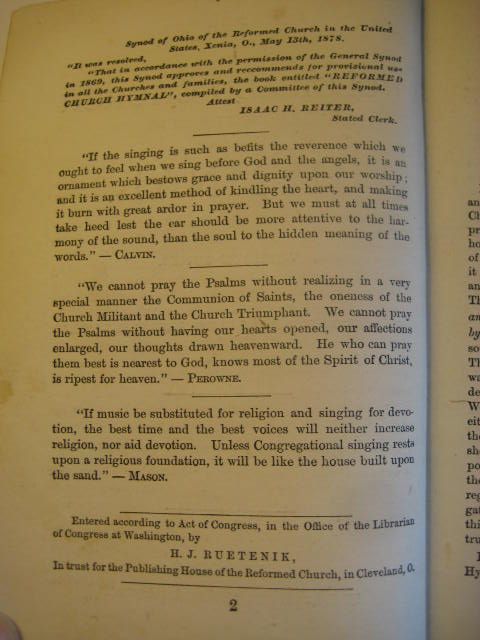 Synod of Ohio of the Reformed Church in the United
States, Xenia, O., May 13th, 1878.
"It was resolved,
"That in accordance with the permission of the General Synod
in 1869, this Synod approves and reccommends for provisional use
in all the Churches and families, the book entitled "REFORMED
CHURCH HYMNAL", compiled by a Committee of this Synod.
Attest
ISAAC H. REITER,
Stated Clerk.
"If the singing is such as befits the reverence which we
ought to feel when we sing before God and the angels, it is an
ornament which bestows grace and dignity upon our worship;
and it is an excellent method of kindling the heart, and making
it burn with great ardor in prayer. But we must at all times
take heed lest the ear should be more attentive to the har-
mony of the sound, than the soul to the hidden meaning of the
words." — CALVIN.
"We cannot pray the Psalms without realizing in a very
special manner the Communion of Saints, the oneness of the
Church Militant and the Church Triumphant. We cannot pray
the Psalms without having our hearts opened, our affections
enlarged, our thoughts drawn heavenward. He who can pray
them best is nearest to God, knows most of the Spirit of Christ,
is ripest for heaven." — PEROWNE.
"If music be substituted for religion and singing for devo-
tion, the best time and the best voices will neither increase
religion, nor aid devotion. Unless Congregational singing rests
upon a religious foundation, it will be like the house built upon
the sand." — MASON.
Entered according to Act of Congress, in the Office of the Librarian
of Congress at Washington, by
H. J. RUETENIK,
In trust for the Publishing House of the Reformed Church, in Cleveland, O.
2